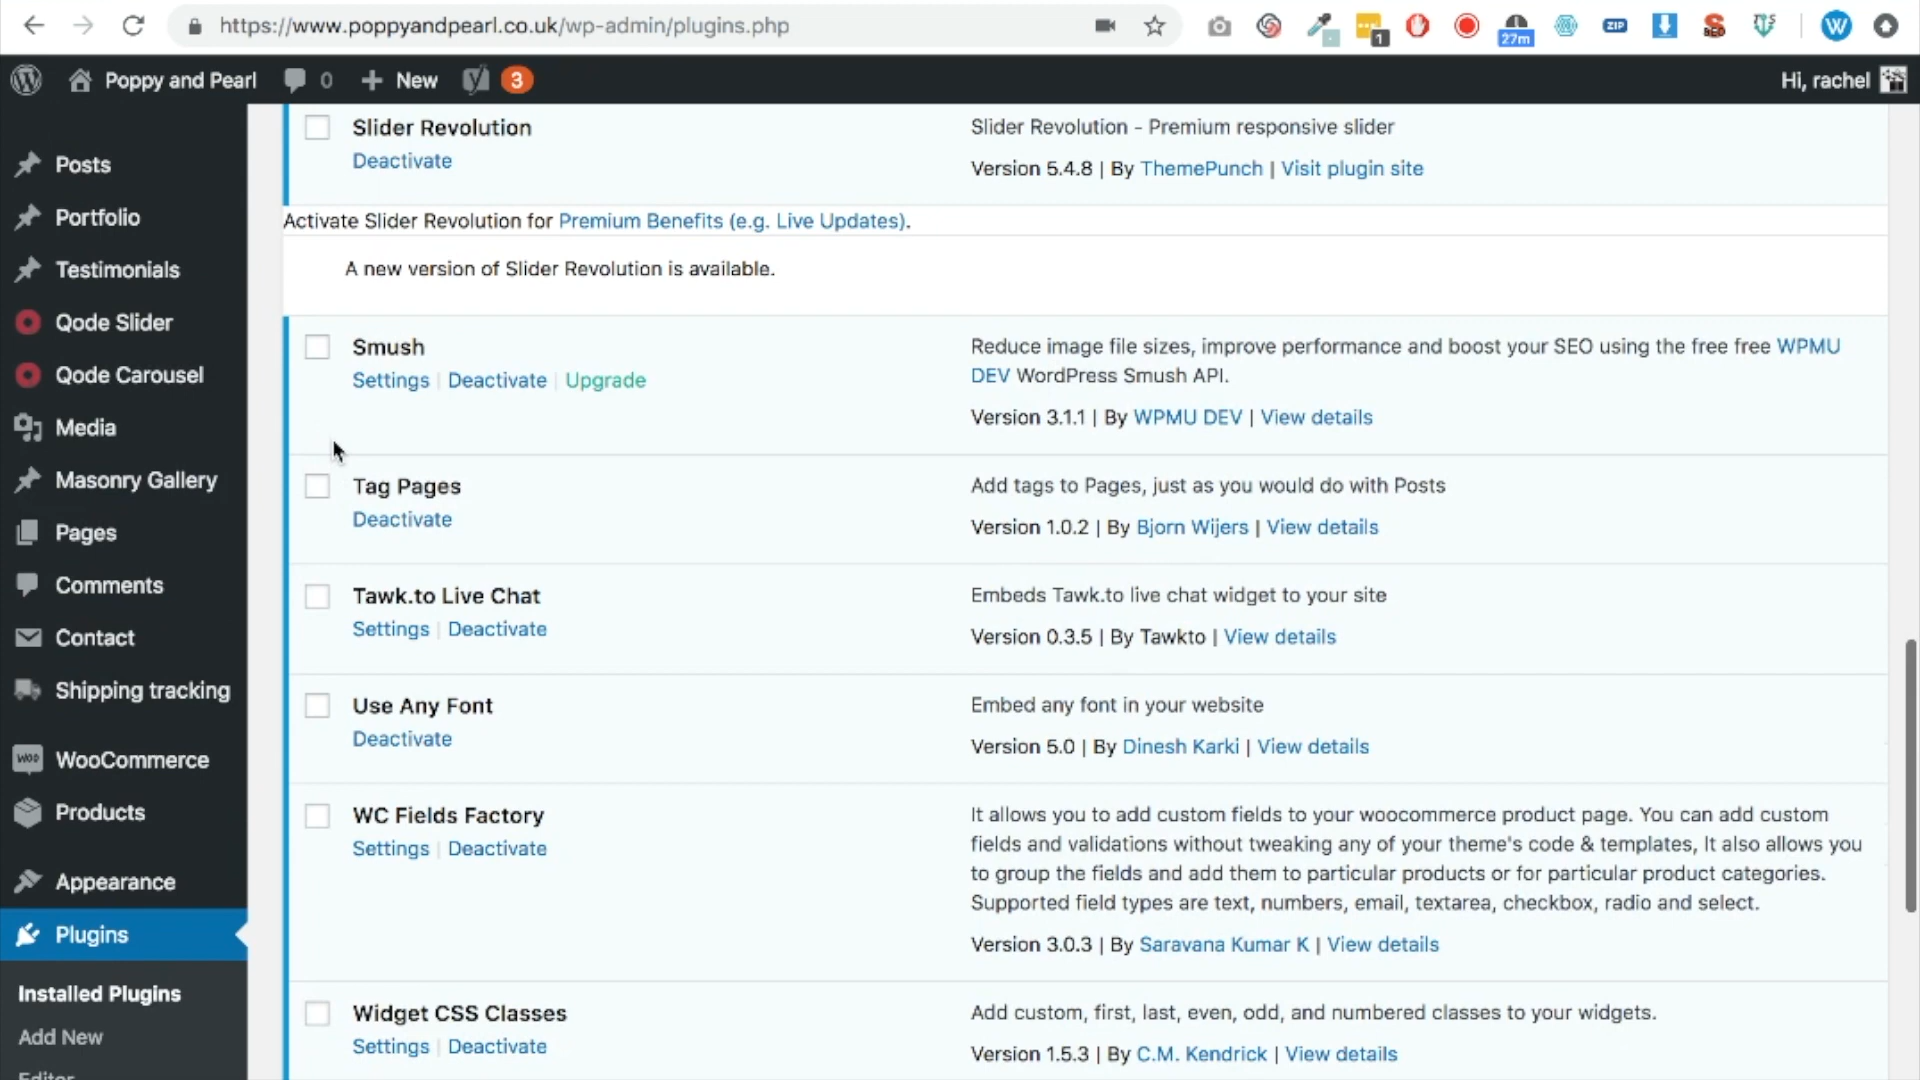 https://www.poppyandpearl.co.uk/wp-admin/plugins.php
1
27m
ZIP
SEO
W
Poppy and Pearl
0
New
3
Hi, rachel
Posts
Portfolio
Testimonials
Qode Slider
Qode Carousel
Media
Masonry Gallery
Pages
Comments
Contact
Shipping tracking
WOO
WooCommerce
Products
Appearance
Plugins
Installed Plugins
Add New
Editor
Slider Revolution
Deactivate
Slider Revolution - Premium responsive slider
Version 5.4.8 | By ThemePunch | Visit plugin site
Activate Slider Revolution for Premium Benefits (e.g. Live Updates).
A new version of Slider Revolution is available.
Smush
Settings | Deactivate | Upgrade
Reduce image file sizes, improve performance and boost your SEO using the free free WPMU
DEV WordPress Smush API.
Version 3.1.1 | By WPMU DEV | View details
Tag Pages
Deactivate
Add tags to Pages, just as you would do with Posts
Version 1.0.2 | By Bjorn Wijers | View details
Tawk.to Live Chat
Settings | Deactivate
Embeds Tawk.to live chat widget to your site
Version 0.3.5 | By Tawkto | View details
Use Any Font
Deactivate
Embed any font in your website
Version 5.0 | By Dinesh Karki | View details
WC Fields Factory
Settings | Deactivate
It allows you to add custom fields to your woocommerce product page. You can add custom
fields and validations without tweaking any of your theme's code & templates, It also allows you
to group the fields and add them to particular products or for particular product categories.
Supported field types are text, numbers, email, textarea, checkbox, radio and select.
Version 3.0.3 | By Saravana Kumar K | View details
Widget CSS Classes
Settings | Deactivate
Add custom, first, last, even, odd, and numbered classes to your widgets.
Version 1.5.3 | By C.M. Kendrick | View details